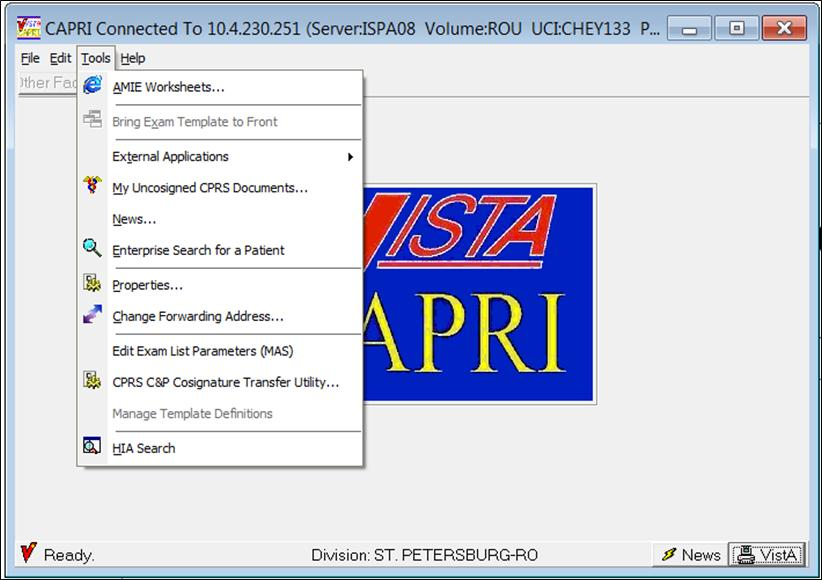 CAPRI Connected To 10.4.230.251 (Server:ISPA08 Volume:ROU UCI:CHEY133 P...
File Edit Tools Help
AMIE Worksheets...
Bring Exam Template to Front
External Applications
My Uncosigned CPRS Documents...
News...
Enterprise Search for a Patient
Properties...
Change Forwarding Address...
Edit Exam List Parameters (MAS)
CPRS C&P Cosignature Transfer Utility...
Manage Template Definitions
HIA Search
VISTA
APRI
Ready.
Division: ST. PETERSBURG-RO
News
VistA